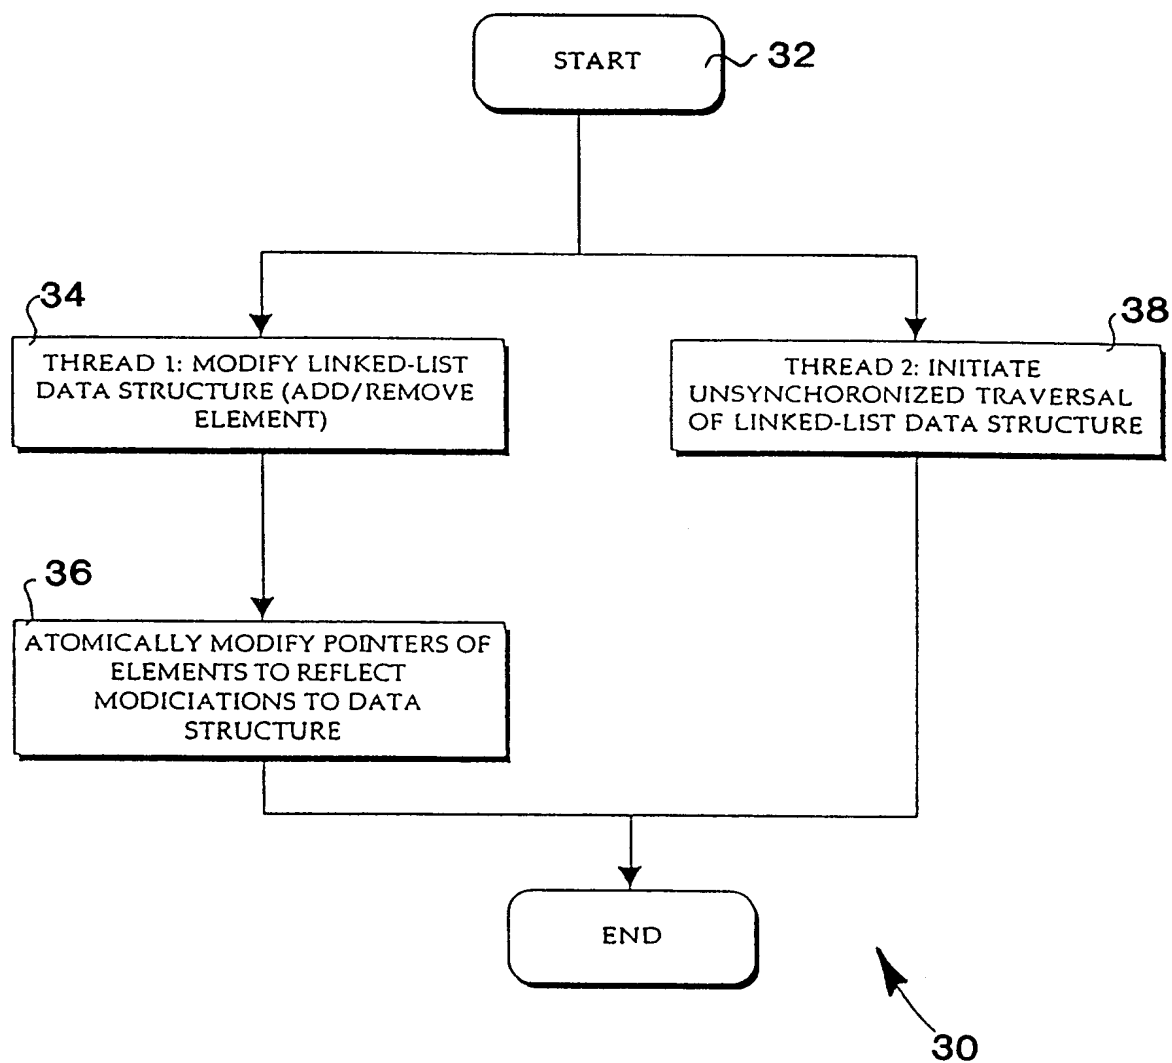 START
32
34
THREAD 1: MODIFY LINKED-LIST
DATA STRUCTURE (ADD/REMOVE
ELEMENT)
38
THREAD 2: INITIATE
UNSYNCHORONIZED TRAVERSAL
OF LINKED-LIST DATA STRUCTURE
36
ATOMICALLY MODIFY POINTERS OF
ELEMENTS TO REFLECT
MODICIATIONS TO DATA
STRUCTURE
END
30